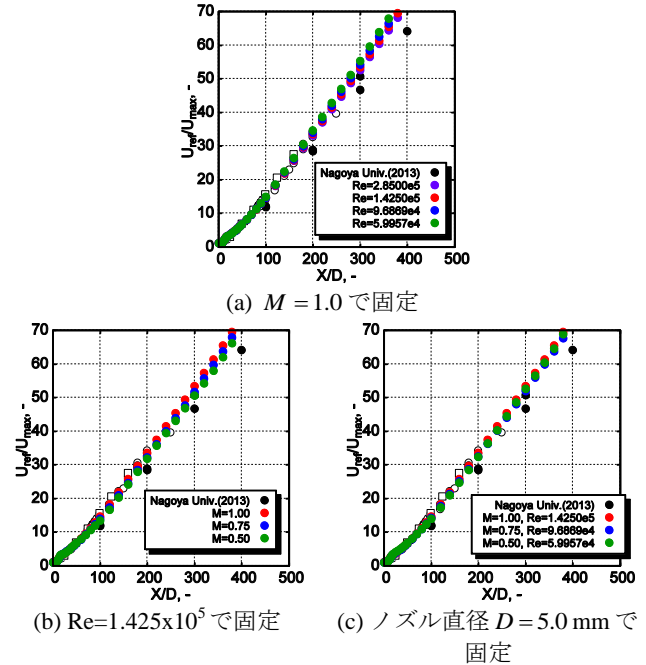 70
60
50
40
30
20
10
0
U_ref/U_max, -
Nagoya Univ.(2013)
Re=2.8500e5
Re=1.4250e5
Re=9.6869e4
Re=5.9957e4
0 100 200 300 400 500
X/D, -
(a) M = 1.0 で固定
70
60
50
40
30
20
10
0
U_ref/U_max, -
Nagoya Univ.(2013)
M=1.00
M=0.75
M=0.50
0 100 200 300 400 500
X/D, -
(b) Re=1.425x10^5 で固定
70
60
50
40
30
20
10
0
U_ref/U_max, -
Nagoya Univ.(2013)
M=1.00, Re=1.4250e5
M=0.75, Re=9.6869e4
M=0.50, Re=5.9957e4
0 100 200 300 400 500
X/D, -
(c) ノズル直径 D = 5.0 mm で
固定